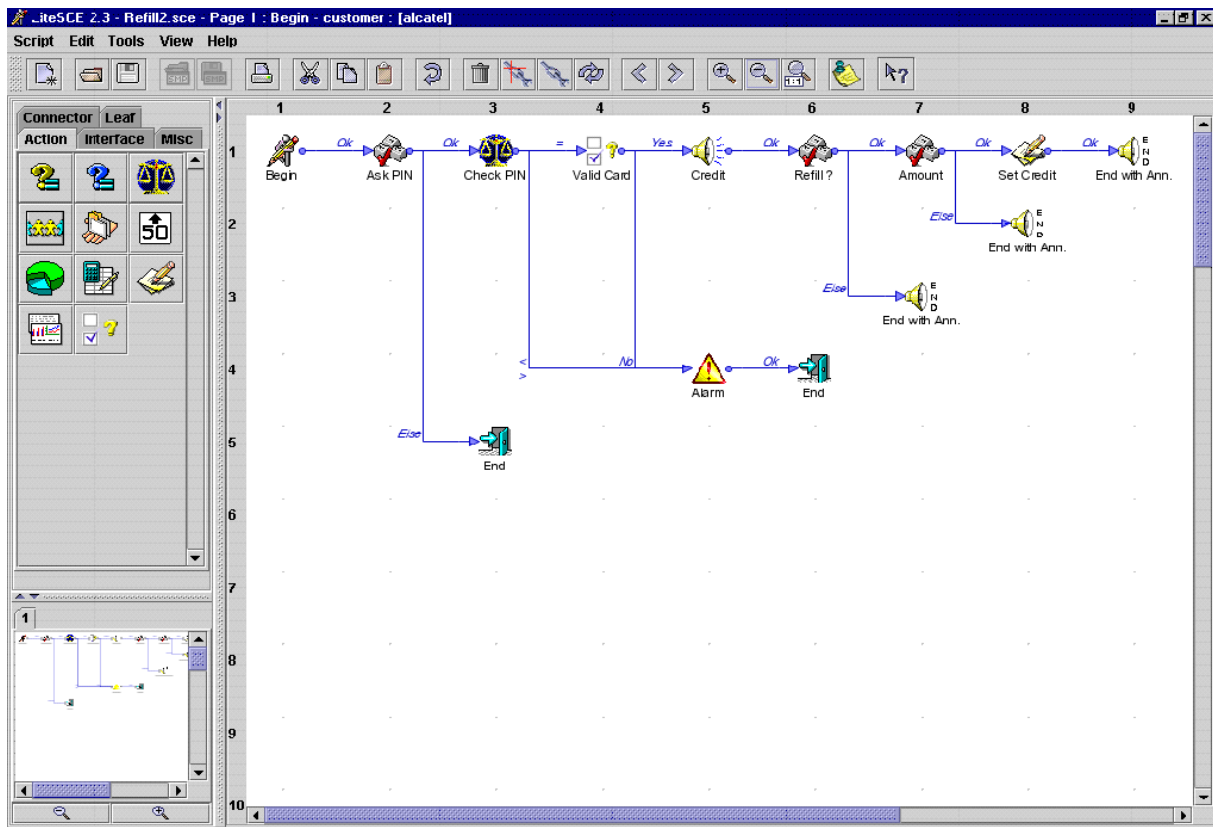 LiteSCE 2.3 - Refill2.sce - Page 1 : Begin - customer : [alcatel]
Script Edit Tools View Help
SMS
1:1
Connector Leaf
Action Interface Misc
50
1
1 2 3 4 5 6 7 8 9
1
2
3
4
5
6
7
8
9
10
Ok Ok = Yes Ok Ok Ok Ok
E
N
D
Begin Ask PIN Check PIN Valid Card Credit Refill ? Amount Set Credit End with Ann.
Else
E
N
D
End with Ann.
Else
E
N
D
End with Ann.
<
>
No
Ok
Alarm End
Else
End